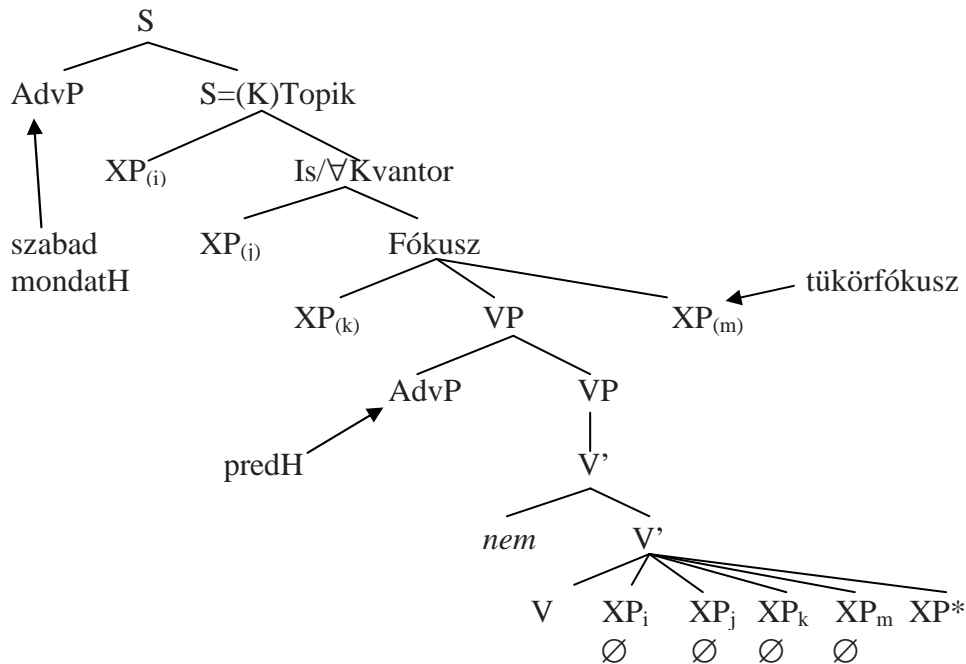 S
AdvP S=(K)Topik
XP(i) Is/∀Kvantor
szabad
mondatH
XP(j) Fókusz
tükörfókusz
XP(k) VP XP(m)
AdvP VP
predH V’
nem V’
V XPi XPj XPk XPm XP*
∅ ∅ ∅ ∅